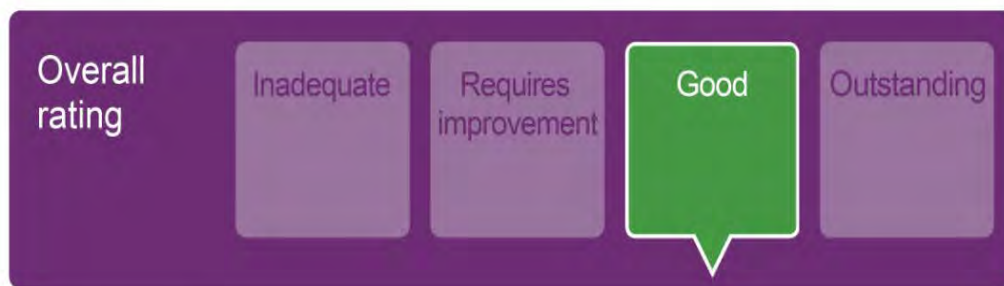 Overall
rating
Inadequate
Requires
improvement
Good
Outstanding